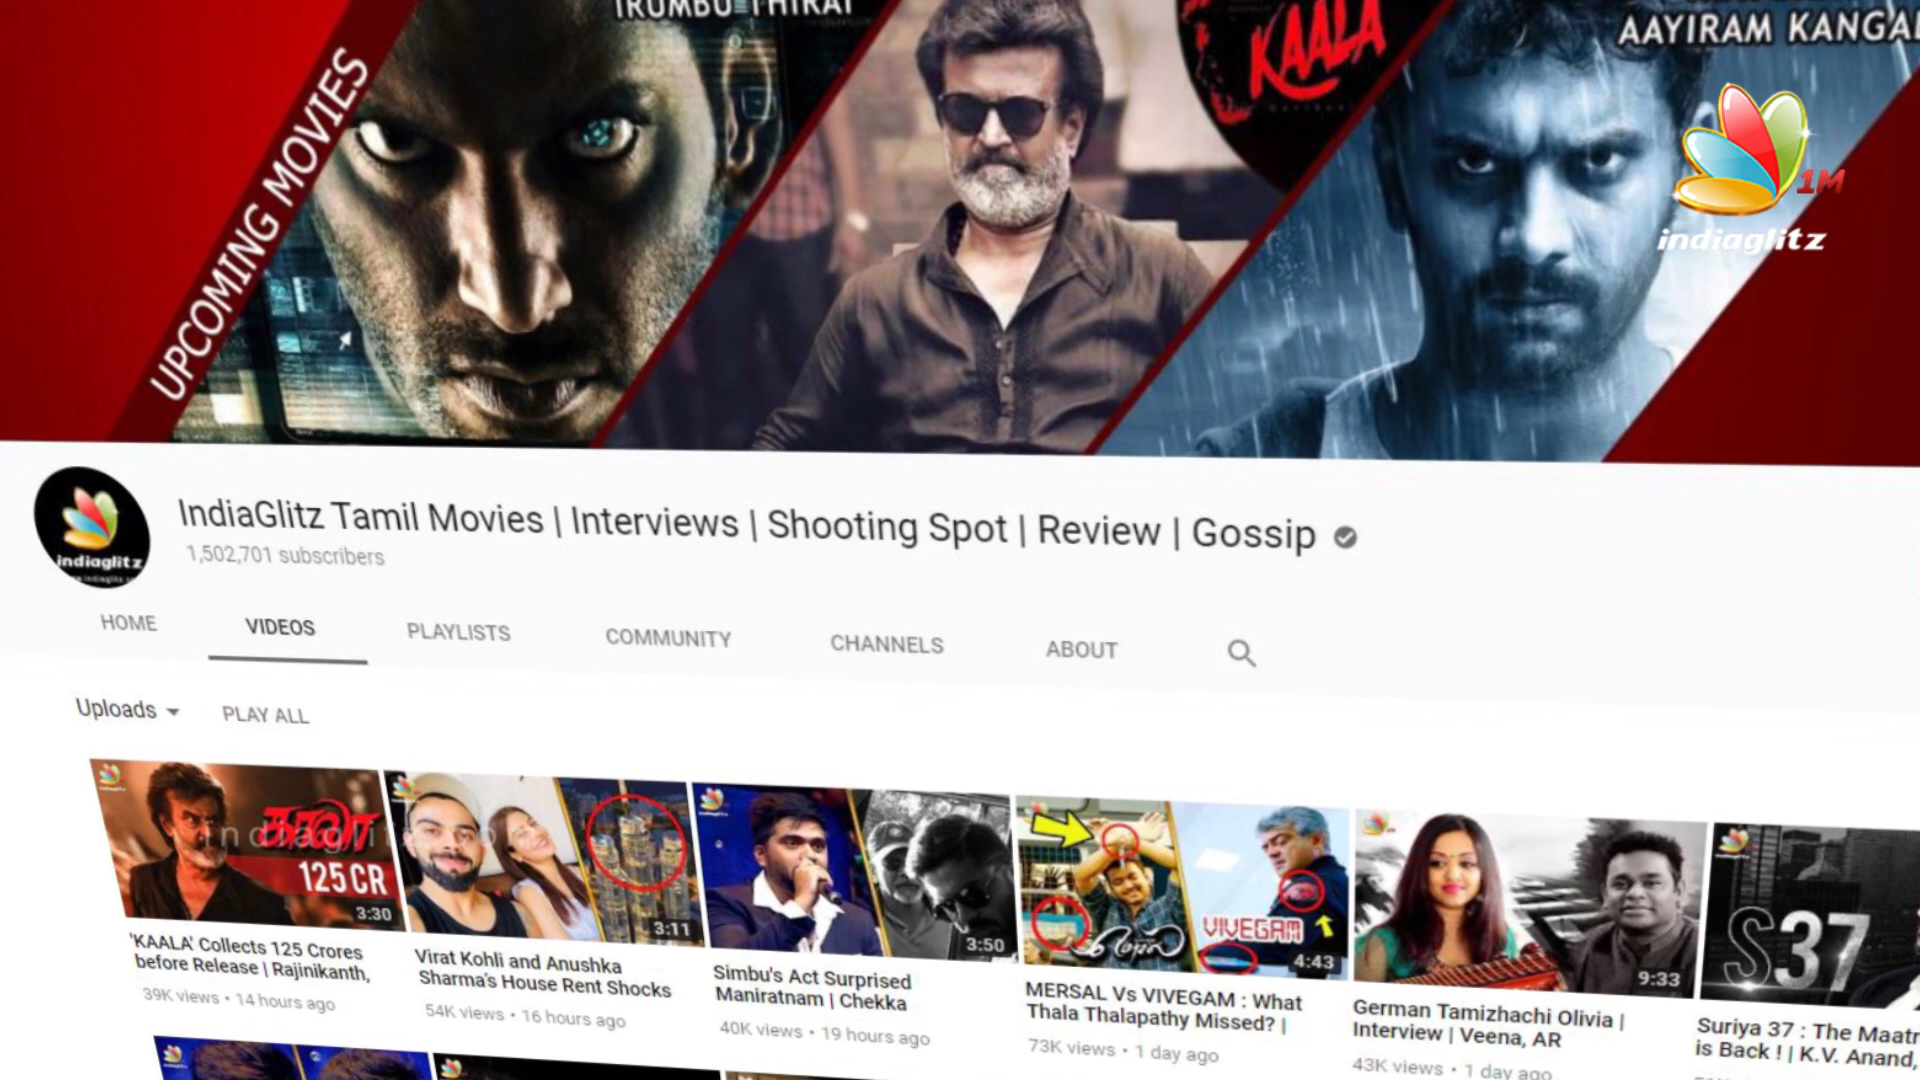 IRUMBU THIRAI
KAALA
AAYIRAM KANGAL
UPCOMING MOVIES
1M
indiaglitz
IndiaGlitz Tamil Movies | Interviews | Shooting Spot | Review | Gossip
1,502,701 subscribers
indiaglitz
HOME VIDEOS PLAYLISTS COMMUNITY CHANNELS ABOUT
Uploads PLAY ALL
காலா
125 CR
3:30
3:11
3:50
மெர்சல்
VIVEGAM
4:43
9:33
S37
'KAALA' Collects 125 Crores
before Release | Rajinikanth,
39K views • 14 hours ago
Virat Kohli and Anushka
Sharma's House Rent Shocks
54K views • 16 hours ago
Simbu's Act Surprised
Maniratnam | Chekka
40K views • 19 hours ago
MERSAL Vs VIVEGAM : What
Thala Thalapathy Missed? |
73K views • 1 day ago
German Tamizhachi Olivia |
Interview | Veena, AR
43K views • 1 day ago
Suriya 37 : The Maatr
is Back ! | K.V. Anand,